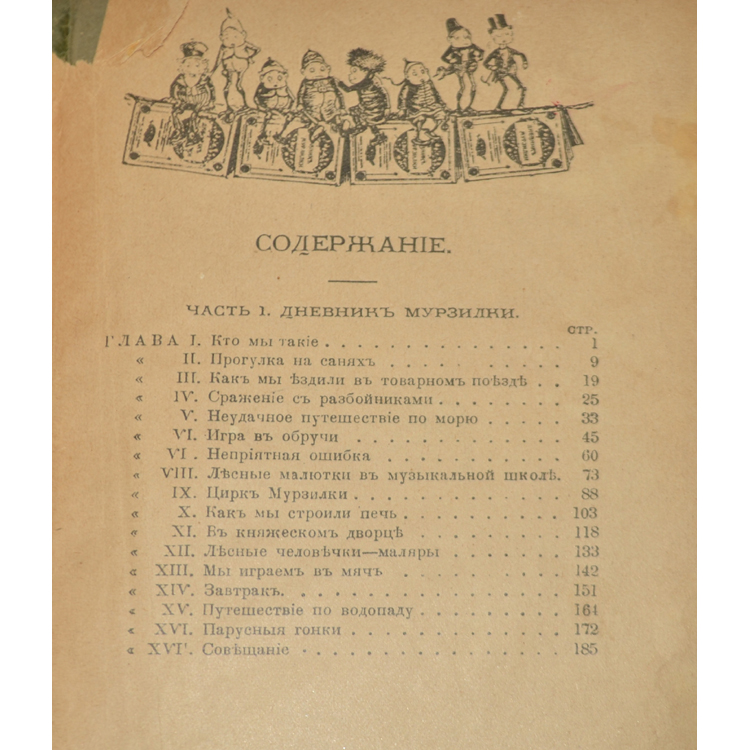 СОДЕРЖАНІЕ.
ЧАСТЬ I. ДНЕВНИКЪ МУРЗИЛКИ.
СТР.
ГЛАВА I. Кто мы такіе . . . . . . . . . . . . . . . 1
« II. Прогулка на саняхъ . . . . . . . . . . . . 9
« III. Какъ мы ѣздили въ товарномъ поѣздѣ . . 19
« IV. Сраженіе съ разбойниками . . . . . . . . 25
« V. Неудачное путешествіе по морю . . . . . 33
« VI. Игра въ обручи . . . . . . . . . . . . . 45
« VI . Непріятная ошибка . . . . . . . . . . . 60
« VIII. Лѣсные малютки въ музыкальной школѣ. 73
« IX. Циркъ Мурзилки . . . . . . . . . . . . . 88
« X. Какъ мы строили печь . . . . . . . . . . 103
« XI. Въ княжескомъ дворцѣ . . . . . . . . . 118
« XII. Лѣсные человѣчки—маляры . . . . . . . 133
« XIII. Мы играемъ въ мячъ . . . . . . . . . . 142
« XIV. Завтракъ. . . . . . . . . . . . . . . . 151
« XV. Путешествіе по водопаду . . . . . . . . . 164
« XVI. Парусныя гонки . . . . . . . . . . . . 172
« XVI'. Совѣщаніе . . . . . . . . . . . . . . . 185